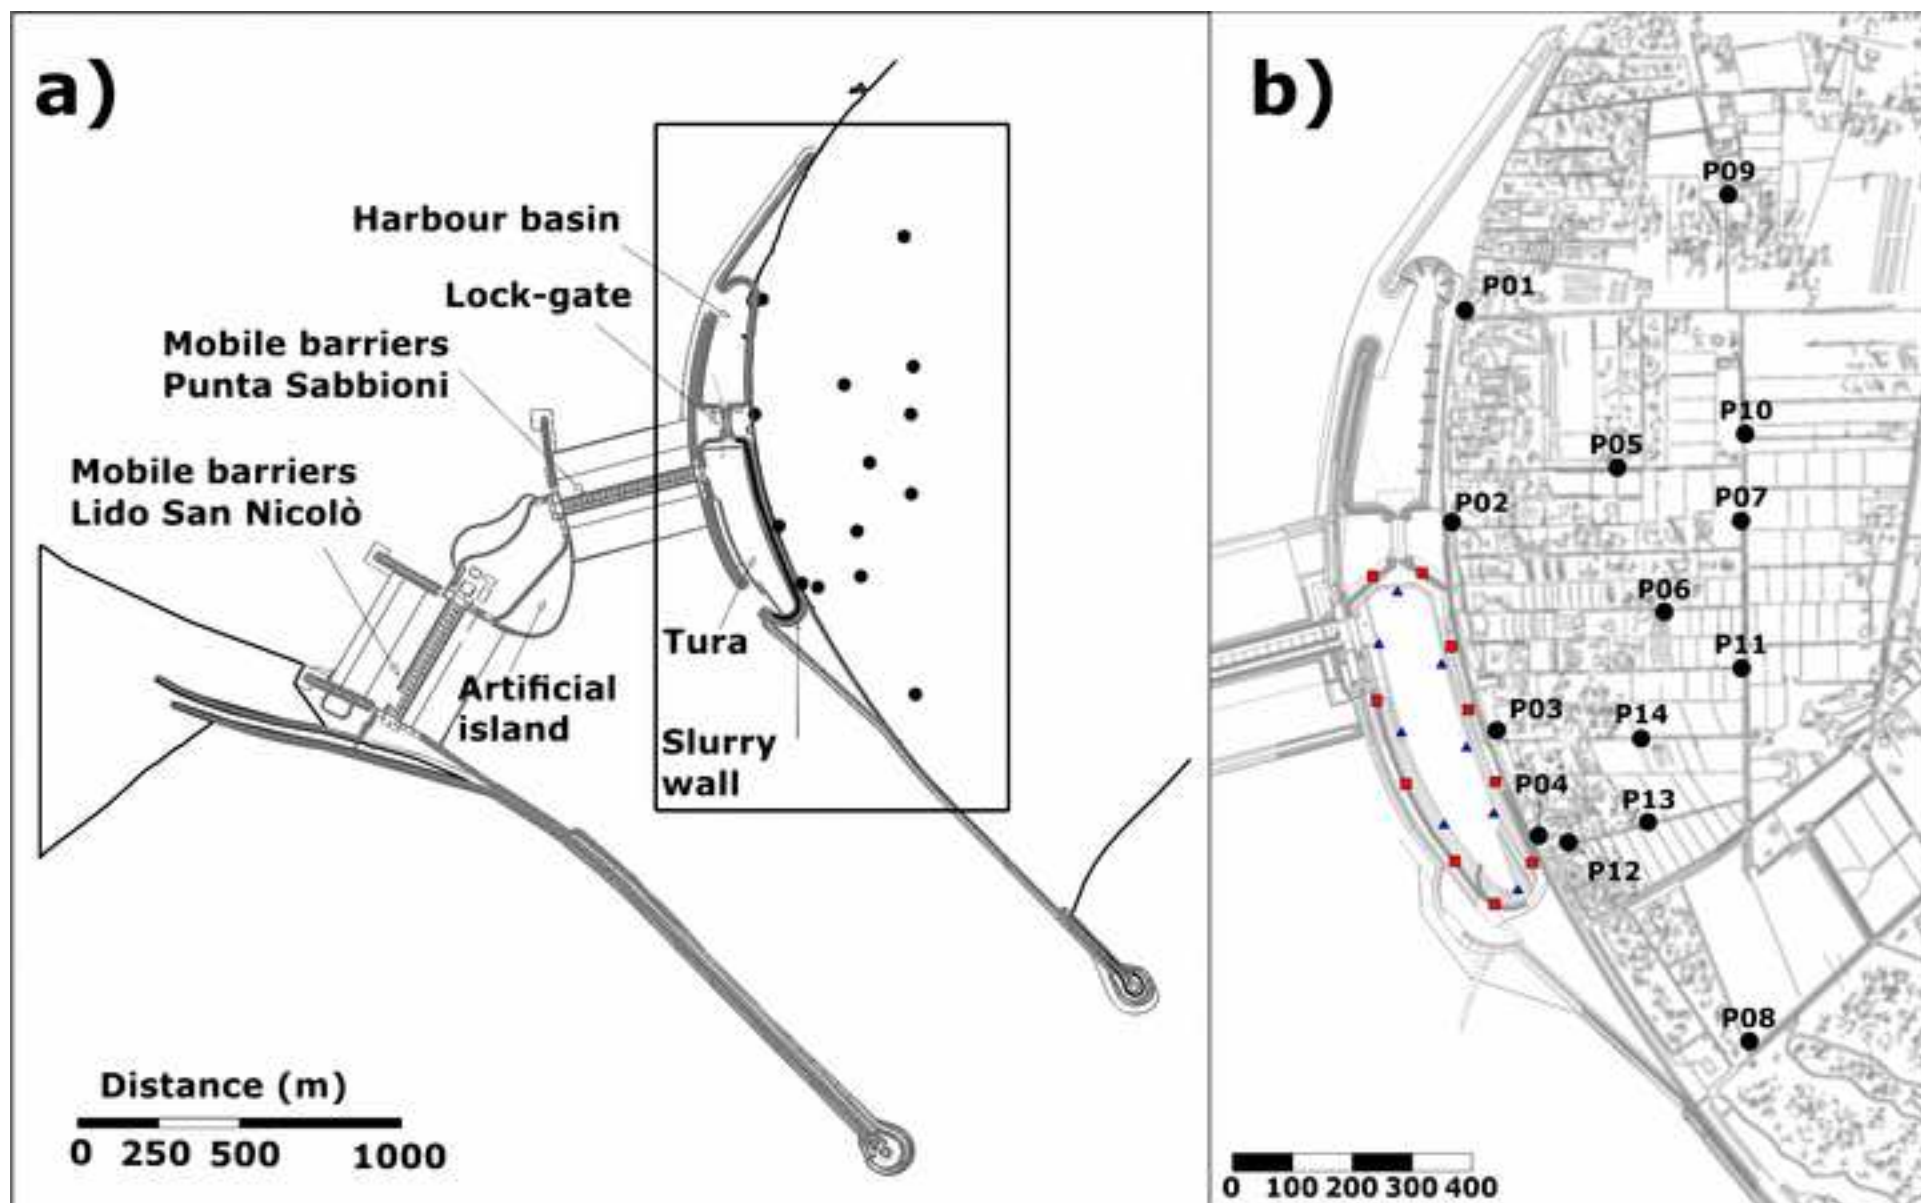 a)
Harbour basin
Lock-gate
Mobile barriers
Punta Sabbioni
Mobile barriers
Lido San Nicolò
Tura
Artificial
island
Slurry
wall
Distance (m)
0 250 500 1000
b)
P09
P01
P10
P05
P02
P07
P06
P11
P03
P14
P04
P13
P12
P08
0 100 200 300 400